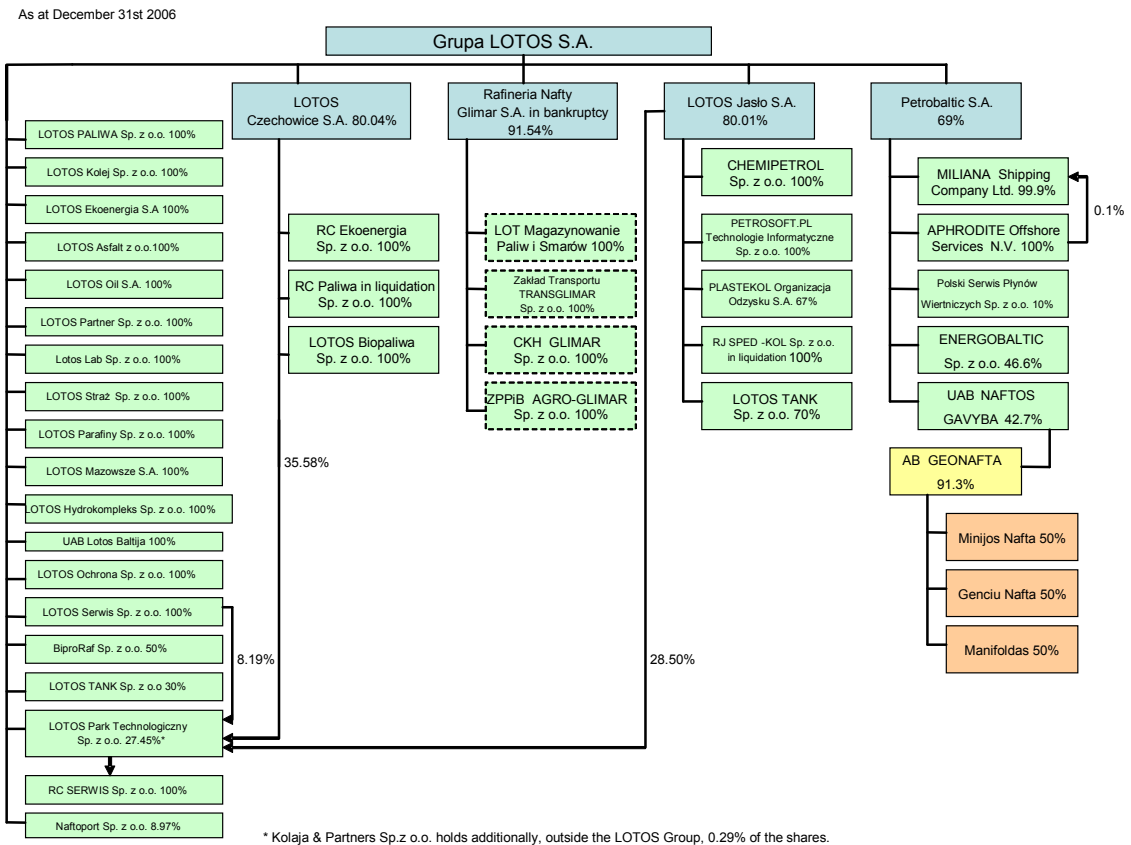 As at December 31st 2006
Grupa LOTOS S.A.
LOTOS
Czechowice S.A. 80.04%
Rafineria Nafty
Glimar S.A. in bankruptcy
91.54%
LOTOS Jasło S.A.
80.01%
Petrobaltic S.A.
69%
LOTOS PALIWA Sp. z o.o. 100%
LOTOS Kolej Sp. z o.o. 100%
LOTOS Ekoenergia S.A 100%
LOTOS Asfalt z o.o.100%
LOTOS Oil S.A. 100%
LOTOS Partner Sp. z o.o. 100%
Lotos Lab Sp. z o.o. 100%
LOTOS Straż Sp. z o.o. 100%
LOTOS Parafiny Sp. z o.o. 100%
LOTOS Mazowsze S.A. 100%
LOTOS Hydrokompleks Sp. z o.o. 100%
UAB Lotos Baltija 100%
LOTOS Ochrona Sp. z o.o. 100%
LOTOS Serwis Sp. z o.o. 100%
BiproRaf Sp. z o.o. 50%
LOTOS TANK Sp. z o.o 30%
LOTOS Park Technologiczny
Sp. z o.o. 27.45%*
RC SERWIS Sp. z o.o. 100%
Naftoport Sp. z o.o. 8.97%
8.19%
RC Ekoenergia
Sp. z o.o. 100%
RC Paliwa in liquidation
Sp. z o.o. 100%
LOTOS Biopaliwa
Sp. z o.o. 100%
35.58%
LOT Magazynowanie
Paliw i Smarów 100%
Zakład Transportu
TRANSGLIMAR
Sp. z o.o. 100%
CKH GLIMAR
Sp. z o.o. 100%
ZPPiB AGRO-GLIMAR
Sp. z o.o. 100%
28.50%
CHEMIPETROL
Sp. z o.o. 100%
PETROSOFT.PL
Technologie Informatyczne
Sp. z o.o. 100%
PLASTEKOL Organizacja
Odzysku S.A. 67%
RJ SPED -KOL Sp. z o.o.
in liquidation 100%
LOTOS TANK
Sp. z o.o. 70%
MILIANA Shipping
Company Ltd. 99.9%
0.1%
APHRODITE Offshore
Services N.V. 100%
Polski Serwis Płynów
Wiertniczych Sp. z o.o. 10%
ENERGOBALTIC
Sp. z o.o. 46.6%
UAB NAFTOS
GAVYBA 42.7%
AB GEONAFTA
91.3%
Minijos Nafta 50%
Genciu Nafta 50%
Manifoldas 50%
* Kolaja & Partners Sp.z o.o. holds additionally, outside the LOTOS Group, 0.29% of the shares.